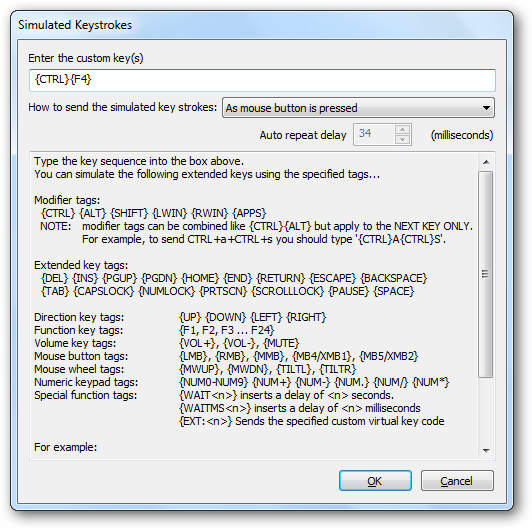 Simulated Keystrokes
Enter the custom key(s)
{CTRL}{F4}
How to send the simulated key strokes: As mouse button is pressed
Auto repeat delay 34 (milliseconds)
Type the key sequence into the box above.
You can simulate the following extended keys using the specified tags...
Modifier tags:
{CTRL} {ALT} {SHIFT} {LWIN} {RWIN} {APPS}
NOTE: modifier tags can be combined like {CTRL}{ALT} but apply to the NEXT KEY ONLY.
For example, to send CTRL+a+CTRL+s you should type '{CTRL}A{CTRL}S'.
Extended key tags:
{DEL} {INS} {PGUP} {PGDN} {HOME} {END} {RETURN} {ESCAPE} {BACKSPACE}
{TAB} {CAPSLOCK} {NUMLOCK} {PRTSCN} {SCROLLLOCK} {PAUSE} {SPACE}
Direction key tags: {UP} {DOWN} {LEFT} {RIGHT}
Function key tags: {F1, F2, F3 ... F24}
Volume key tags: {VOL+}, {VOL-}, {MUTE}
Mouse button tags: {LMB}, {RMB}, {MMB}, {MB4/XMB1}, {MB5/XMB2}
Mouse wheel tags: {MWUP}, {MWDN}, {TILTL}, {TILTR}
Numeric keypad tags: {NUM0-NUM9} {NUM+} {NUM-} {NUM.} {NUM/} {NUM*}
Special function tags: {WAIT<n>} inserts a delay of <n> seconds.
{WAITMS<n>} inserts a delay of <n> milliseconds
{EXT:<n>} Sends the specified custom virtual key code
For example:
OK Cancel